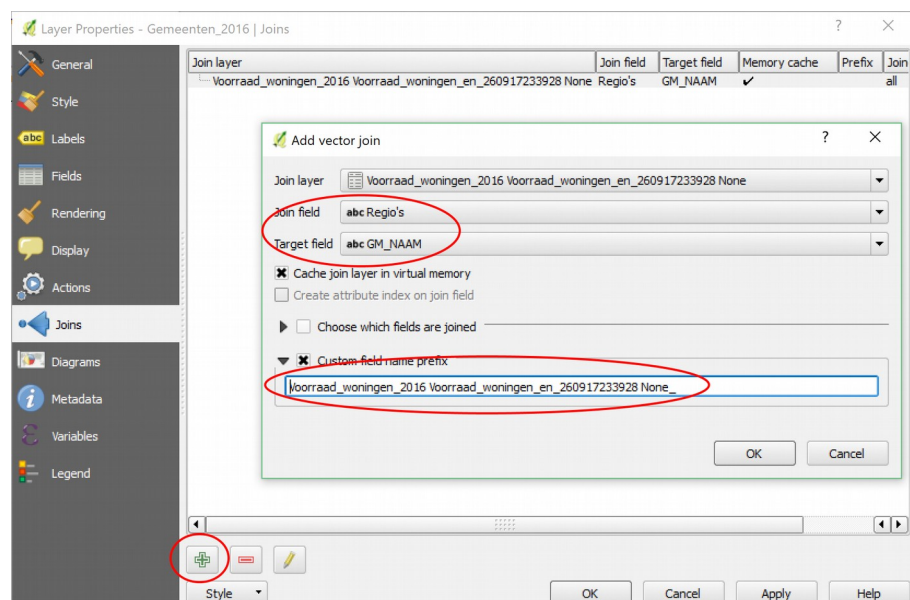 Layer Properties - Gemeenten_2016 | Joins
General
Style
Labels
Fields
Rendering
Display
Actions
Joins
Diagrams
Metadata
Variables
Legend
Join layer Join field Target field Memory cache Prefix Join
Voorraad_woningen_2016 Voorraad_woningen_en_260917233928 None Regio's GM_NAAM all
Add vector join
Join layer Voorraad_woningen_2016 Voorraad_woningen_en_260917233928 None
Join field abc Regio's
Target field abc GM_NAAM
Cache join layer in virtual memory
Create attribute index on join field
Choose which fields are joined
Custom field name prefix
Voorraad_woningen_2016 Voorraad_woningen_en_260917233928 None_
OK Cancel
Style OK Cancel Apply Help
abc